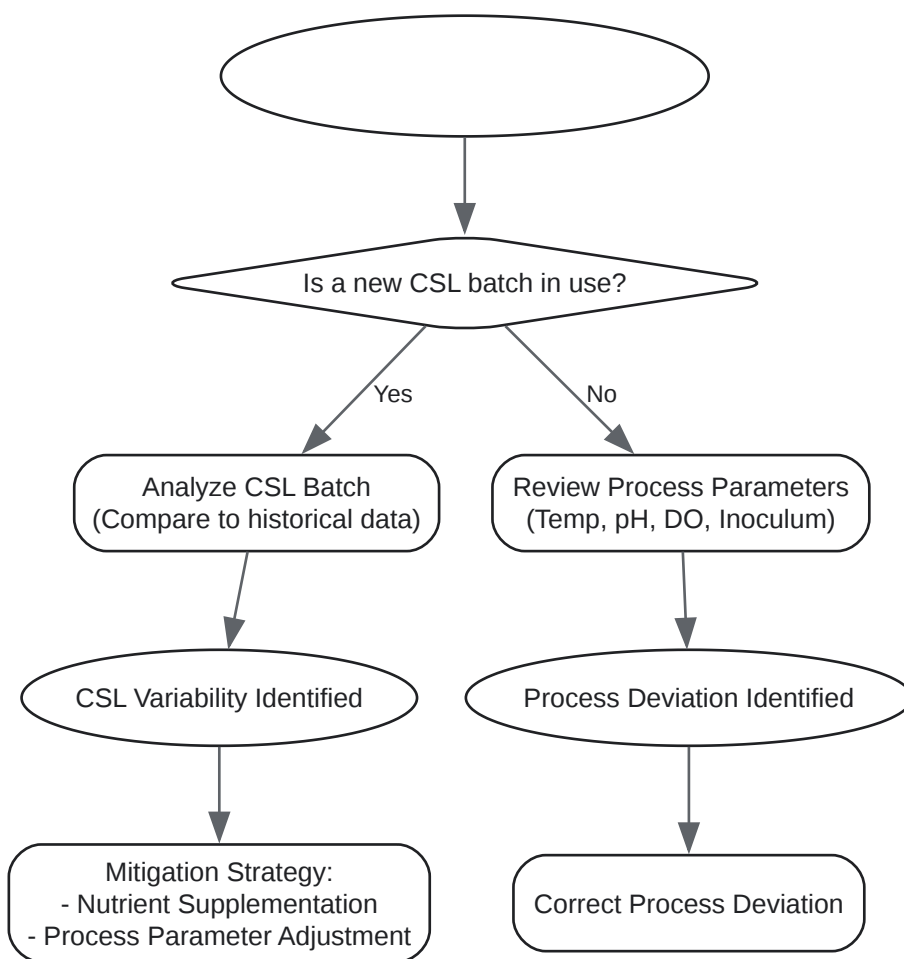 Is a new CSL batch in use?
Yes
No
Analyze CSL Batch
(Compare to historical data)
Review Process Parameters
(Temp, pH, DO, Inoculum)
CSL Variability Identified
Process Deviation Identified
Mitigation Strategy:
- Nutrient Supplementation
- Process Parameter Adjustment
Correct Process Deviation